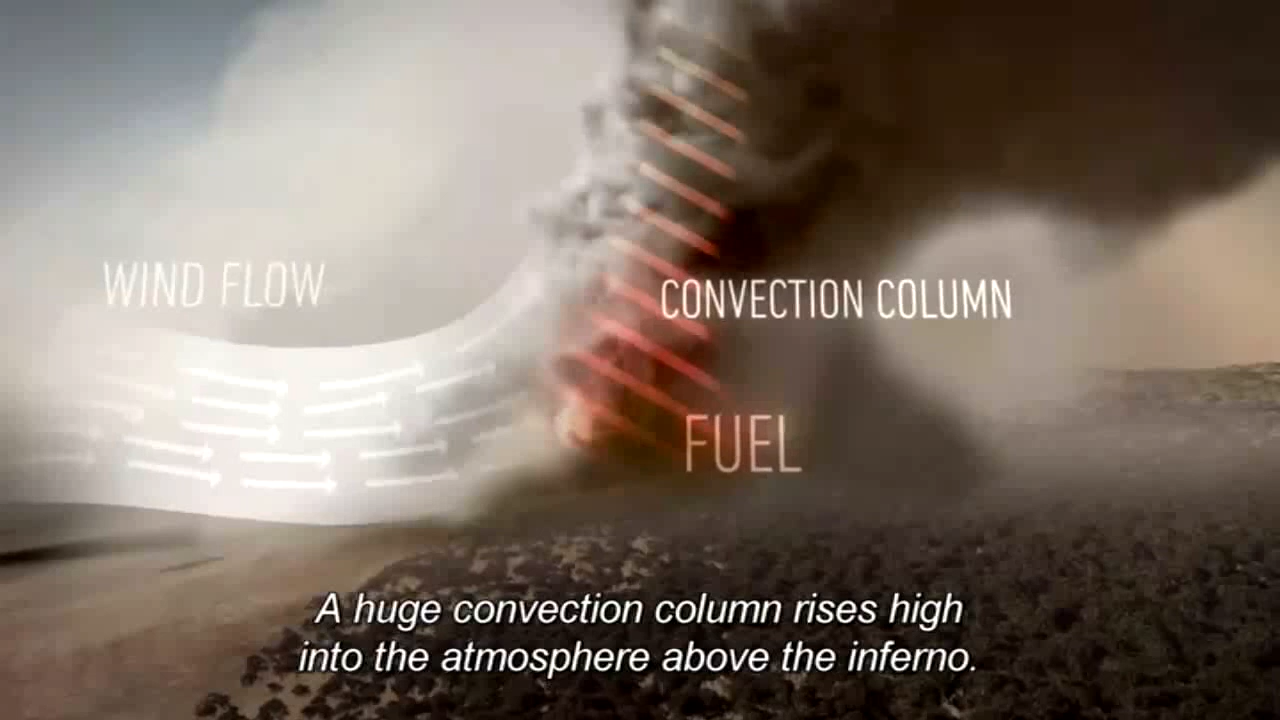 WIND FLOW
CONVECTION COLUMN
FUEL
A huge convection column rises high
into the atmosphere above the inferno.